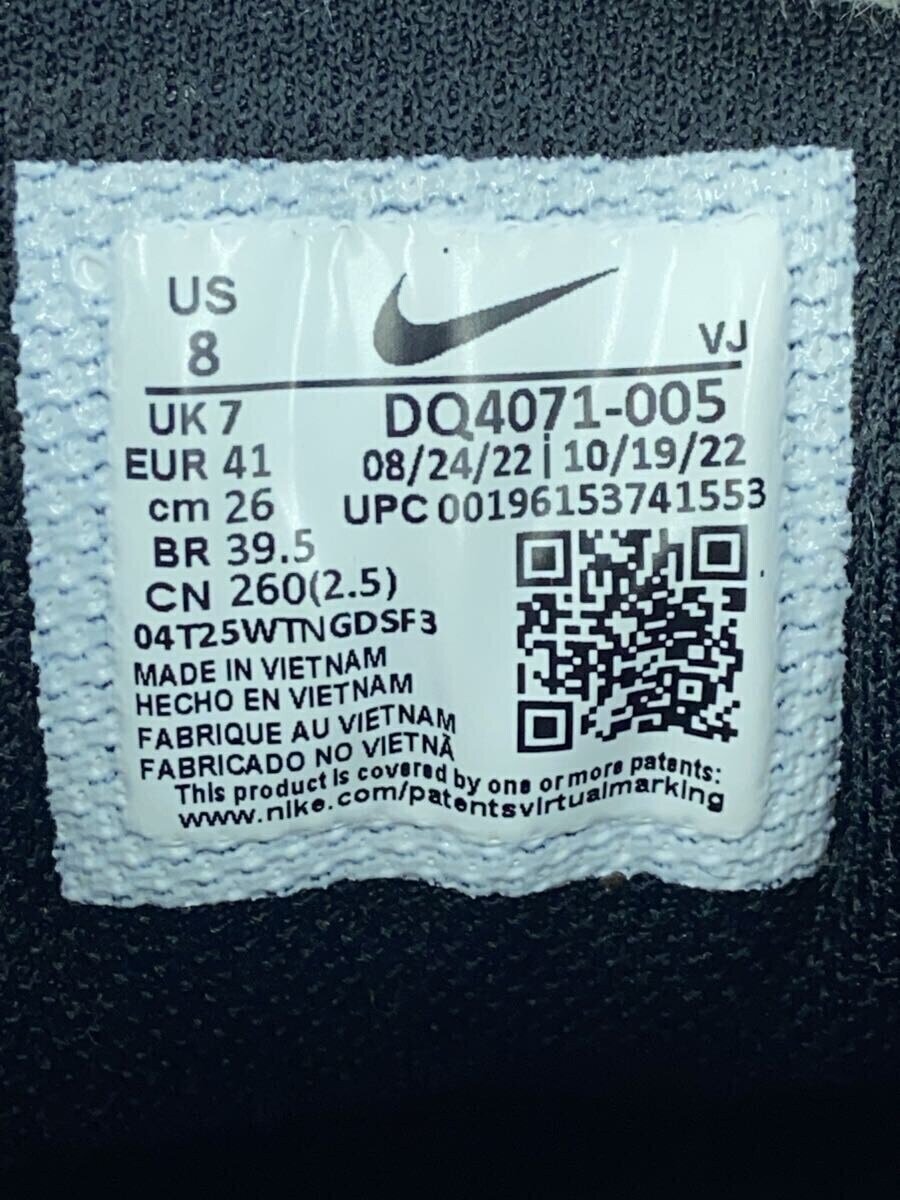 US
8
VJ
UK 7
DQ4071-005
EUR 41
08/24/22 | 10/19/22
cm 26
UPC 00196153741553
BR 39.5
CN 260(2.5)
04T25WTNGDSF3
MADE IN VIETNAM
HECHO EN VIETNAM
FABRIQUE AU VIETNAM
FABRICADO NO VIETNÃ
This product is covered by one or more patents:
www.nike.com/patentsvirtualmarking